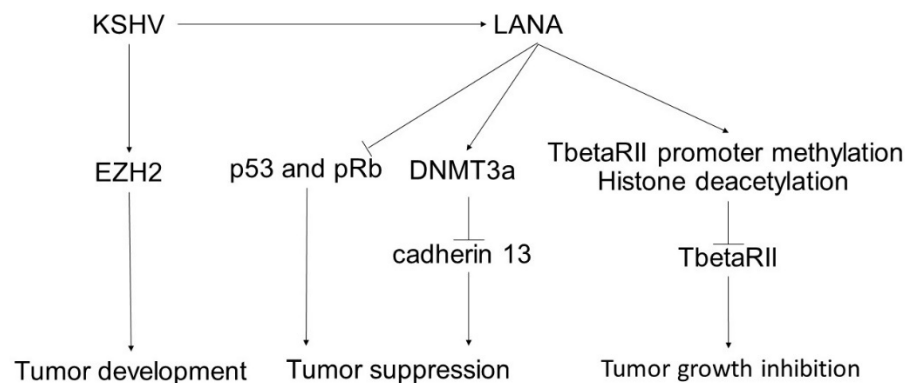 KSHV
LANA
EZH2
p53 and pRb
DNMT3a
TbetaRII promoter methylation
Histone deacetylation
cadherin 13
TbetaRII
Tumor development
Tumor suppression
Tumor growth inhibition